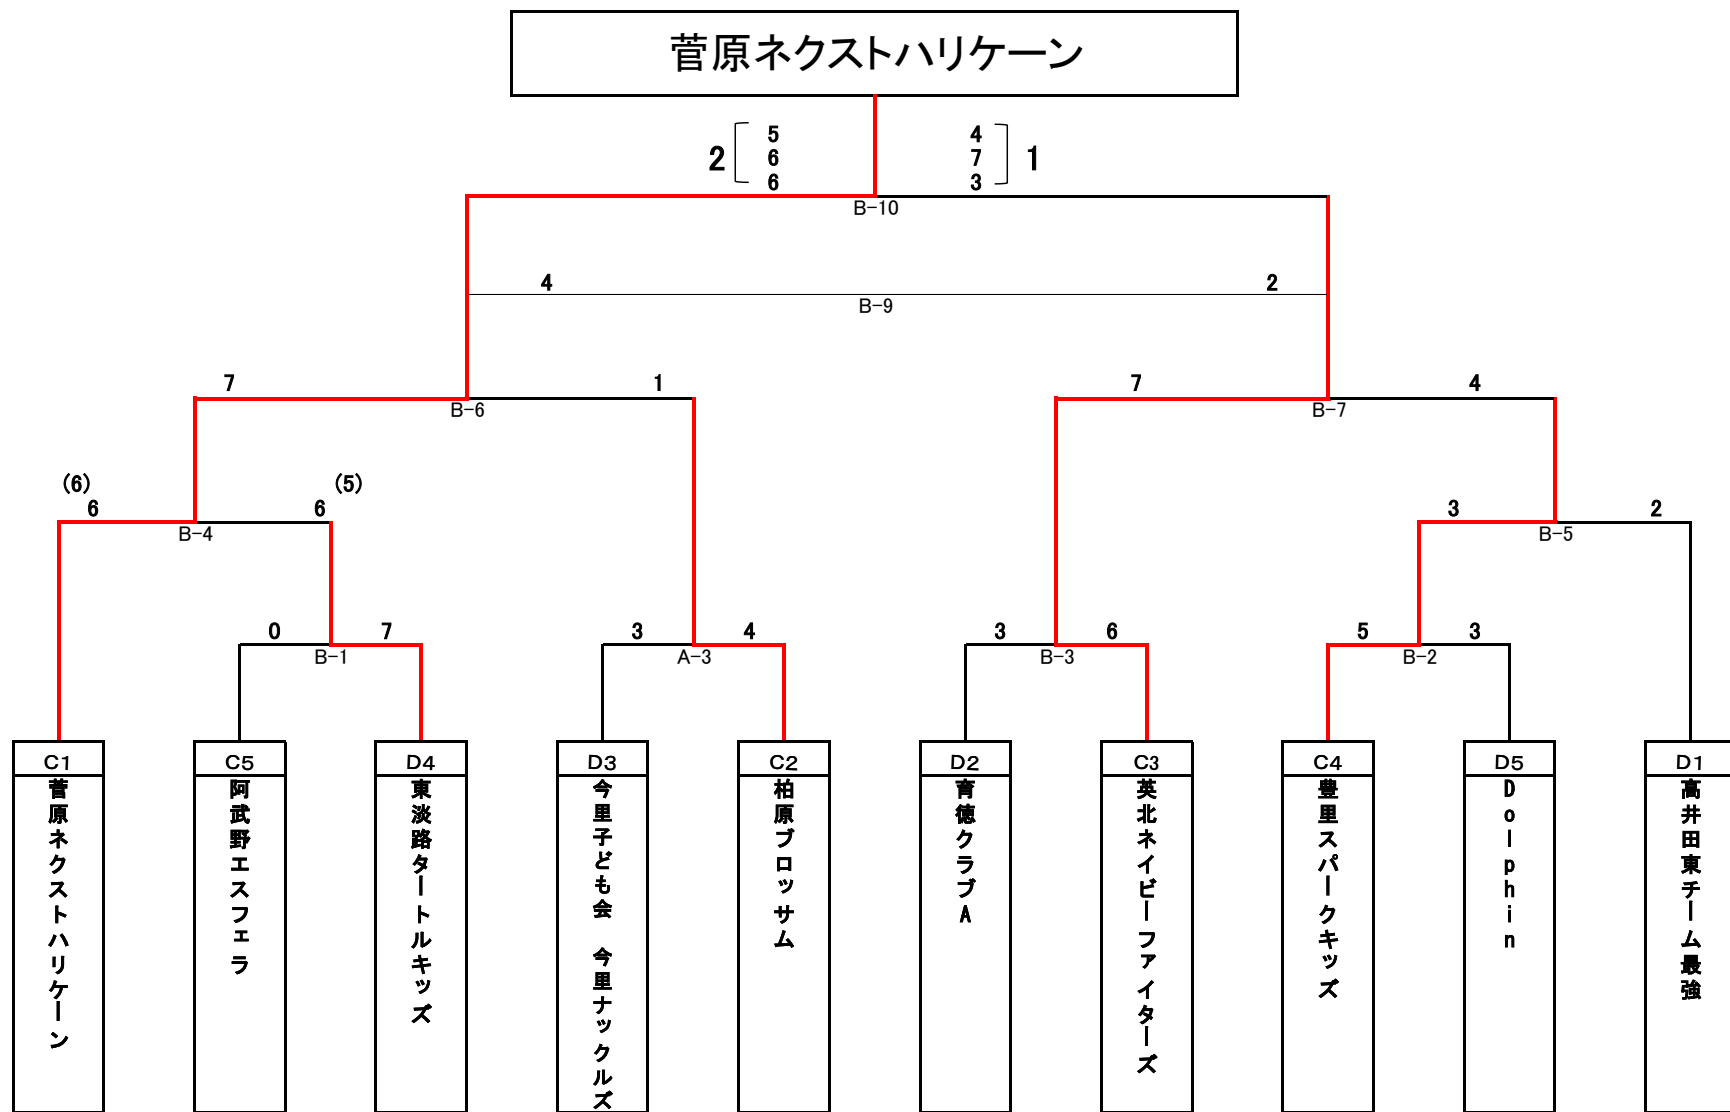 菅原ネクストハリケーン
5 4
2 6 7 1
6 3
B-10
4 2
B-9
7 1 7 4
B-6 B-7
(6) (5)
6 6 3 2
B-4 B-5
0 7 3 4 3 6 5 3
B-1 A-3 B-3 B-2
C1 C5 D4 D3 C2 D2 C3 C4 D5 D1
菅原ネクストハリケーン
阿武野エスフェラ
東淡路タートルキッズ
今里子ども会 今里ナックルズ
柏原ブロッサム
育徳クラブA
英北ネイビーファイターズ
豊里スパークキッズ
Dolphin
高井田東チーム最強